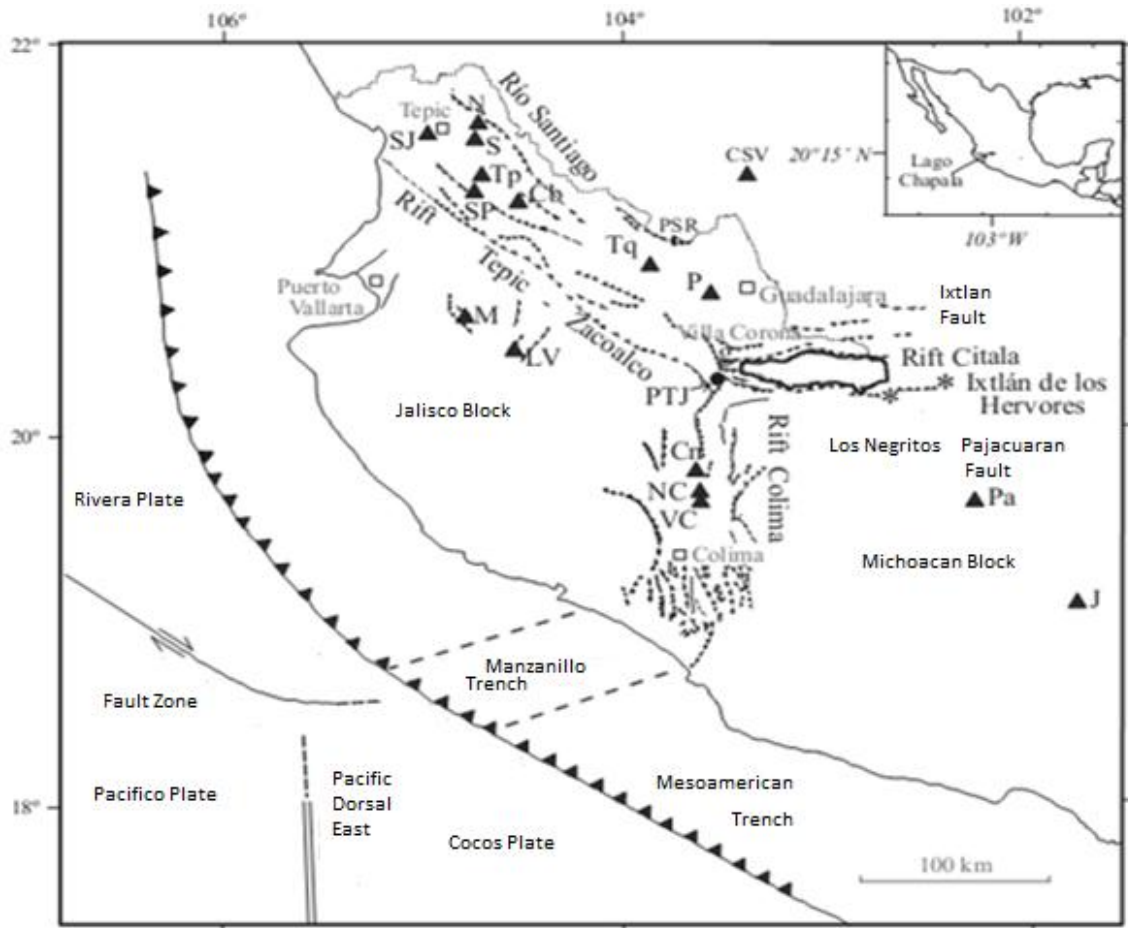 106°
104°
102°
22°
Río Santiago
Tepic
N
SJ
S
CSV
20°15' N
Lago
Chapala
103°W
Tp
Cb
SP
Rift
PSR
Tq
Tepic
P
Puerto
Vallarta
Guadalajara
Ixtlan
Fault
M
Zacoalco
Villa Corona
LV
Rift Citala
PTJ
* Ixtlán de los
Hervores
*
Jalisco Block
20°
Rift Colima
Los Negritos
Pajacuaran
Fault
Cn
NC
Pa
VC
Rivera Plate
Colima
Michoacan Block
J
Manzanillo
Trench
Fault Zone
Pacifico Plate
Pacific
Dorsal
East
Mesoamerican
Trench
18°
Cocos Plate
100 km